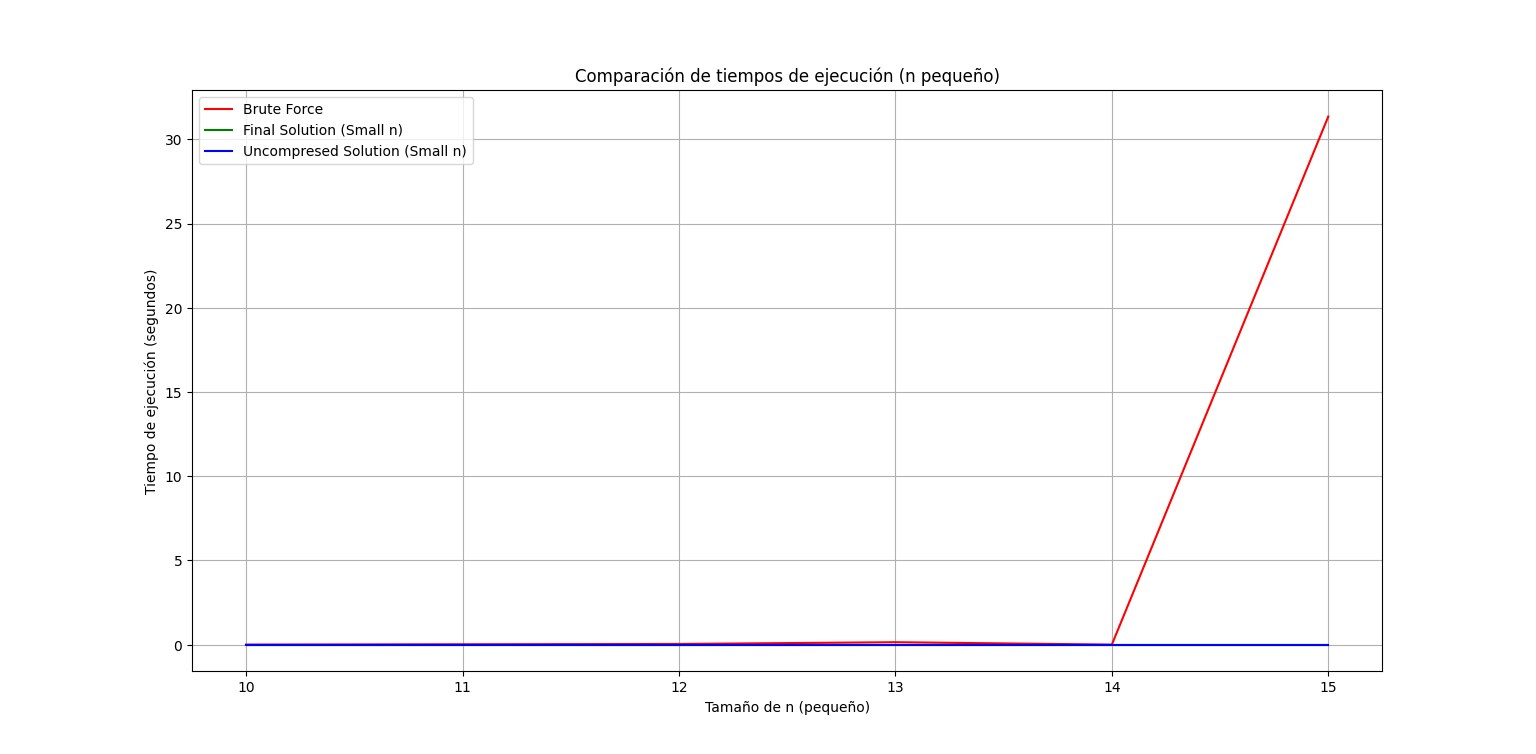 Comparación de tiempos de ejecución (n pequeño)
Brute Force
Final Solution (Small n)
Uncompresed Solution (Small n)
Tiempo de ejecución (segundos)
30
25
20
15
10
5
0
10 11 12 13 14 15
Tamaño de n (pequeño)